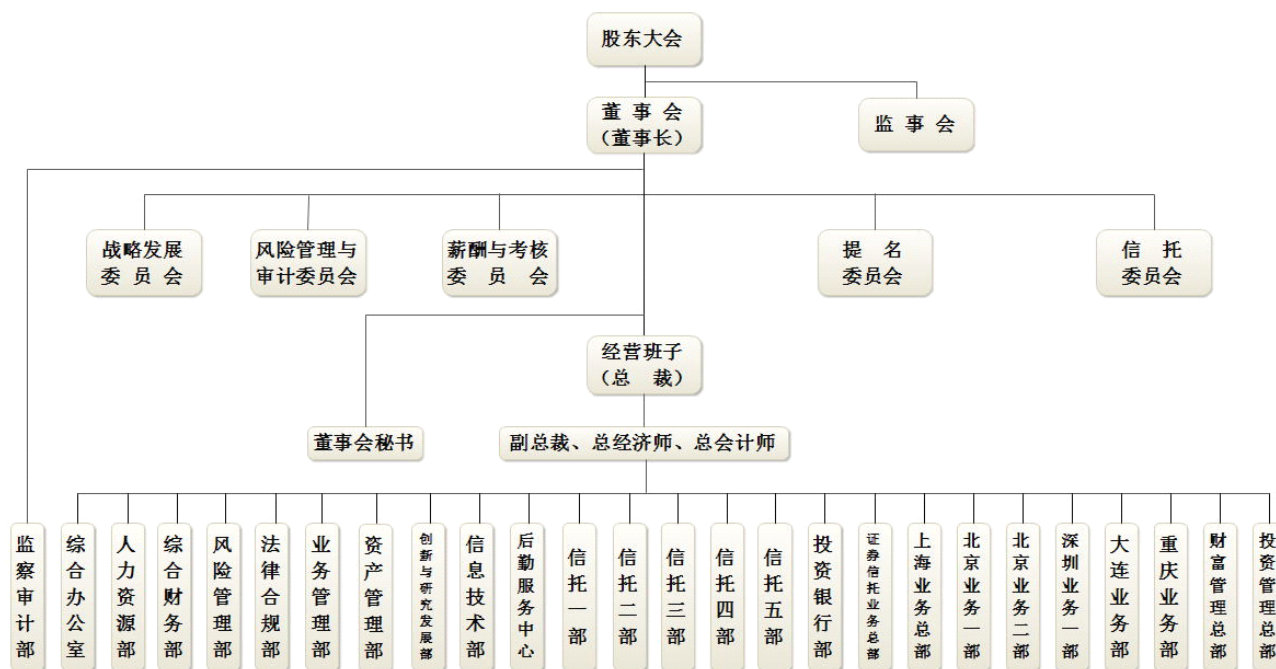 股东大会
董 事 会
（董事长）
监 事 会
战略发展
委 员 会
风险管理与
审计委员会
薪酬与考核
委 员 会
提 名
委员会
信 托
委员会
经营班子
（总 裁）
董事会秘书
副总裁、总经济师、总会计师
监察审计部
综合办公室
人力资源部
综合财务部
风险管理部
法律合规部
业务管理部
资产管理部
创新与研究发展部
信息技术部
后勤服务中心
信托一部
信托二部
信托三部
信托四部
信托五部
投资银行部
证券信托业务总部
上海业务总部
北京业务一部
北京业务二部
深圳业务一部
大连业务部
重庆业务部
财富管理总部
投资管理总部